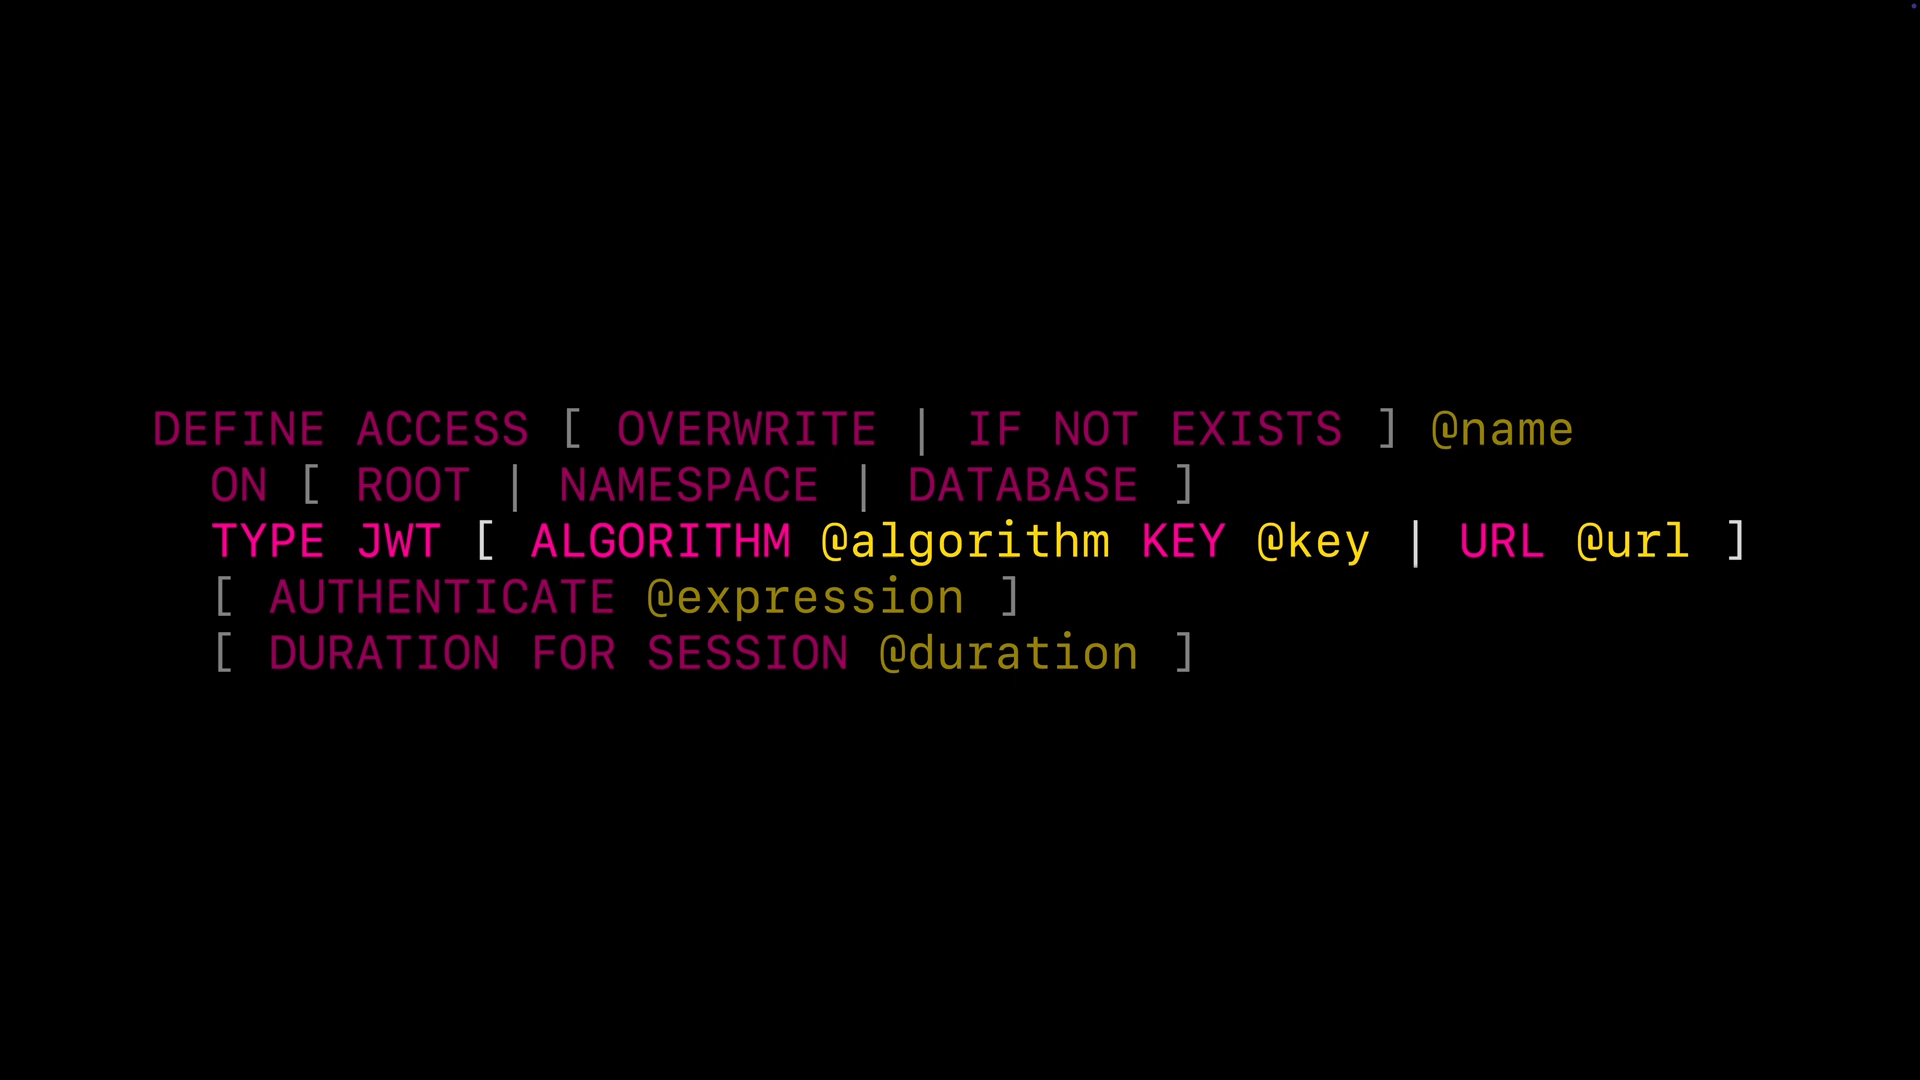 DEFINE ACCESS [ OVERWRITE | IF NOT EXISTS ] @name
ON [ ROOT | NAMESPACE | DATABASE ]
TYPE JWT [ ALGORITHM @algorithm KEY @key | URL @url ]
[ AUTHENTICATE @expression ]
[ DURATION FOR SESSION @duration ]